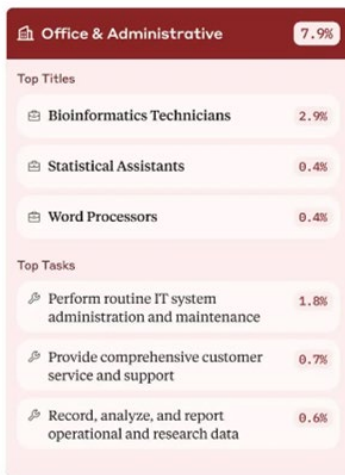 Office & Administrative 7.9%
Top Titles
Bioinformatics Technicians 2.9%
Statistical Assistants 0.4%
Word Processors 0.4%
Top Tasks
Perform routine IT system 1.8%
administration and maintenance
Provide comprehensive customer 0.7%
service and support
Record, analyze, and report 0.6%
operational and research data